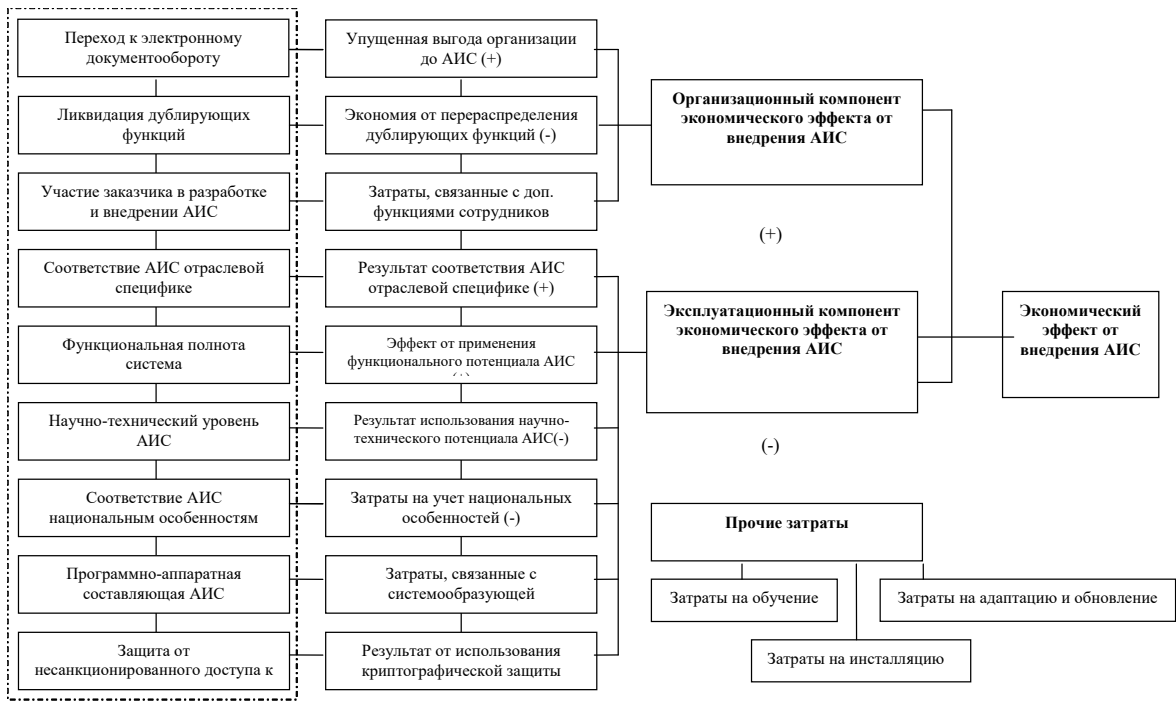 Переход к электронному
документообороту
Упущенная выгода организации
до АИС (+)
Организационный компонент
экономического эффекта от
внедрения АИС
Ликвидация дублирующих
функций
Экономия от перераспределения
дублирующих функций (-)
Участие заказчика в разработке
и внедрении АИС
Затраты, связанные с доп.
функциями сотрудников
(+)
Соответствие АИС отраслевой
специфике
Результат соответствия АИС
отраслевой специфике (+)
Эксплуатационный компонент
экономического эффекта от
внедрения АИС
Экономический
эффект от
внедрения АИС
Функциональная полнота
система
Эффект от применения
функционального потенциала АИС
Научно-технический уровень
АИС
Результат использования научно-
технического потенциала АИС(-)
(-)
Соответствие АИС
национальным особенностям
Затраты на учет национальных
особенностей (-)
Прочие затраты
Программно-аппаратная
составляющая АИС
Затраты, связанные с
системообразующей
Затраты на обучение
Затраты на адаптацию и обновление
Затраты на инсталляцию
Защита от
несанкционированного доступа к
Результат от использования
криптографической защиты